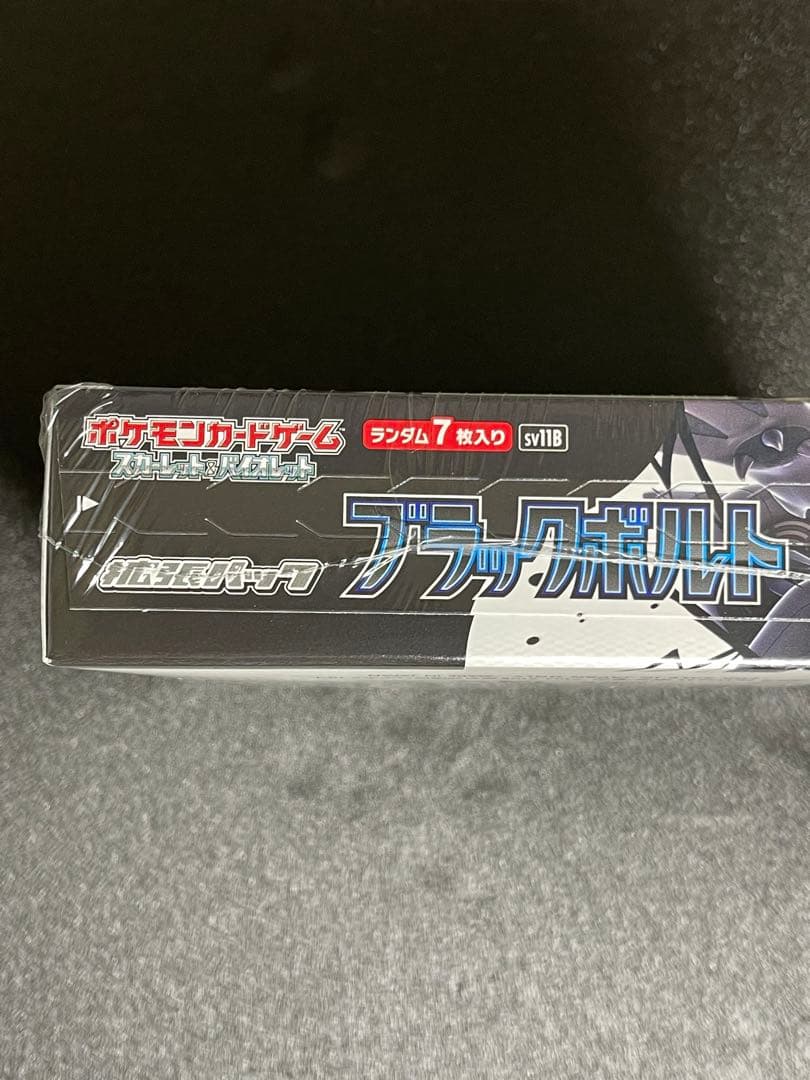 ポケモンカードゲーム
スカーレット&バイオレット
ランダム7枚入り
sv11B
拡張パック
ブラックボルト